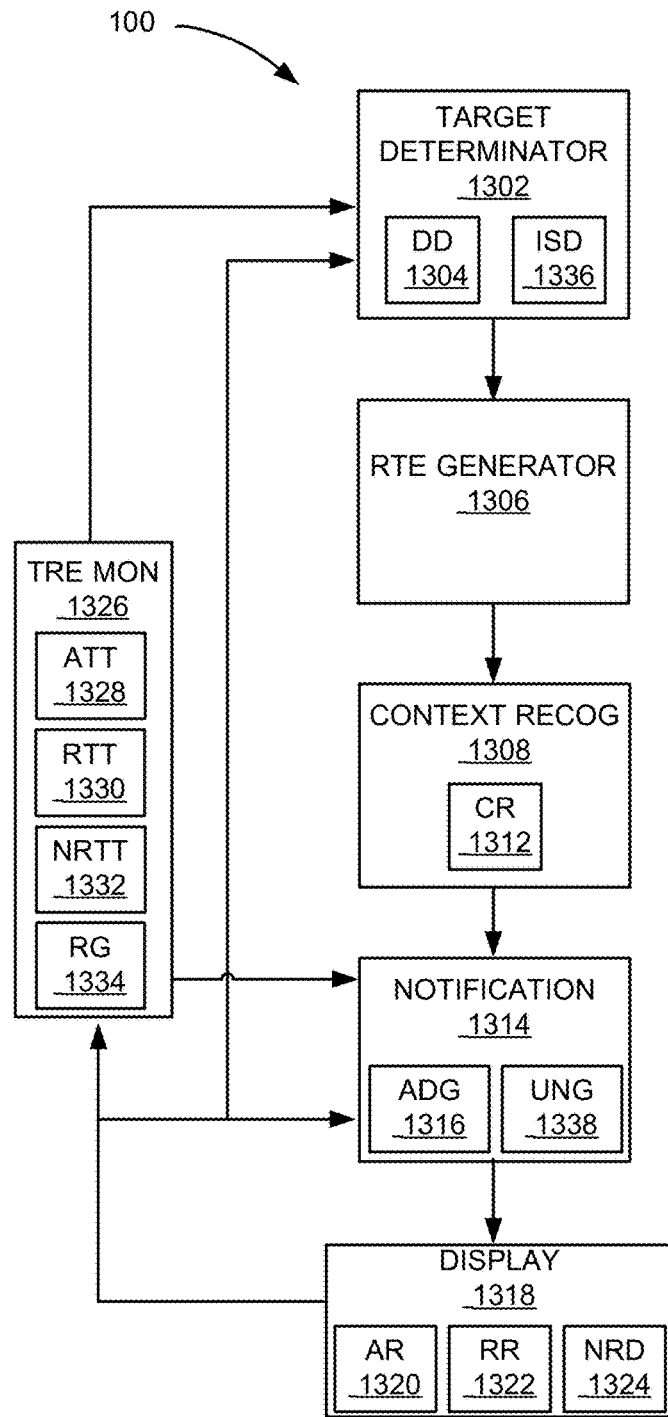 100
TARGET
DETERMINATOR
1302
DD
1304
ISD
1336
RTE GENERATOR
1306
TRE MON
1326
ATT
1328
RTT
1330
NRTT
1332
RG
1334
CONTEXT RECOG
1308
CR
1312
NOTIFICATION
1314
ADG
1316
UNG
1338
DISPLAY
1318
AR
1320
RR
1322
NRD
1324